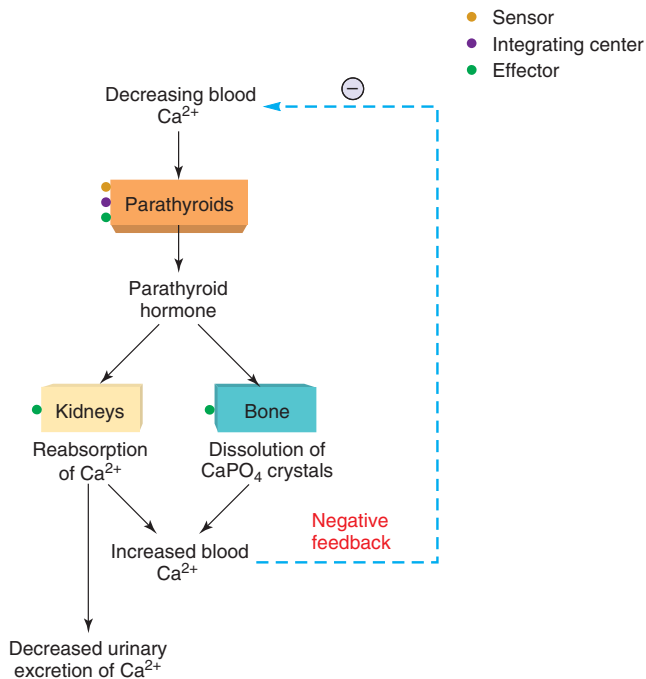 Sensor
Integrating center
Effector
−
Decreasing blood
Ca²⁺
Parathyroids
Parathyroid
hormone
Kidneys
Bone
Reabsorption
of Ca²⁺
Dissolution of
CaPO₄ crystals
Negative
feedback
Increased blood
Ca²⁺
Decreased urinary
excretion of Ca²⁺